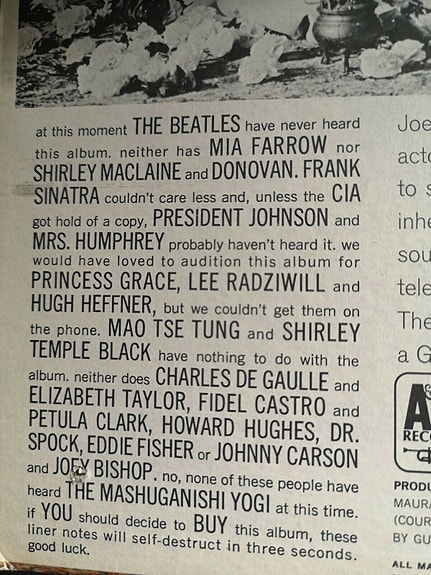 at this moment THE BEATLES have never heard
this album. neither has MIA FARROW nor
SHIRLEY MACLAINE and DONOVAN. FRANK
SINATRA couldn't care less and, unless the CIA
got hold of a copy, PRESIDENT JOHNSON and
MRS. HUMPHREY probably haven't heard it. we
would have loved to audition this album for
PRINCESS GRACE, LEE RADZIWILL and
HUGH HEFFNER, but we couldn't get them on
the phone. MAO TSE TUNG and SHIRLEY
TEMPLE BLACK have nothing to do with the
album. neither does CHARLES DE GAULLE and
ELIZABETH TAYLOR, FIDEL CASTRO and
PETULA CLARK, HOWARD HUGHES, DR.
SPOCK, EDDIE FISHER or JOHNNY CARSON
and JOEY BISHOP. no, none of these people have
heard THE MASHUGANISHI YOGI at this time.
if YOU should decide to BUY this album, these
liner notes will self-destruct in three seconds.
good luck.
Joe
acto
to s
inhe
sou
tele
The
a G
A&
RECO
PRODU
MAURA
(COUR
BY GU
ALL MA